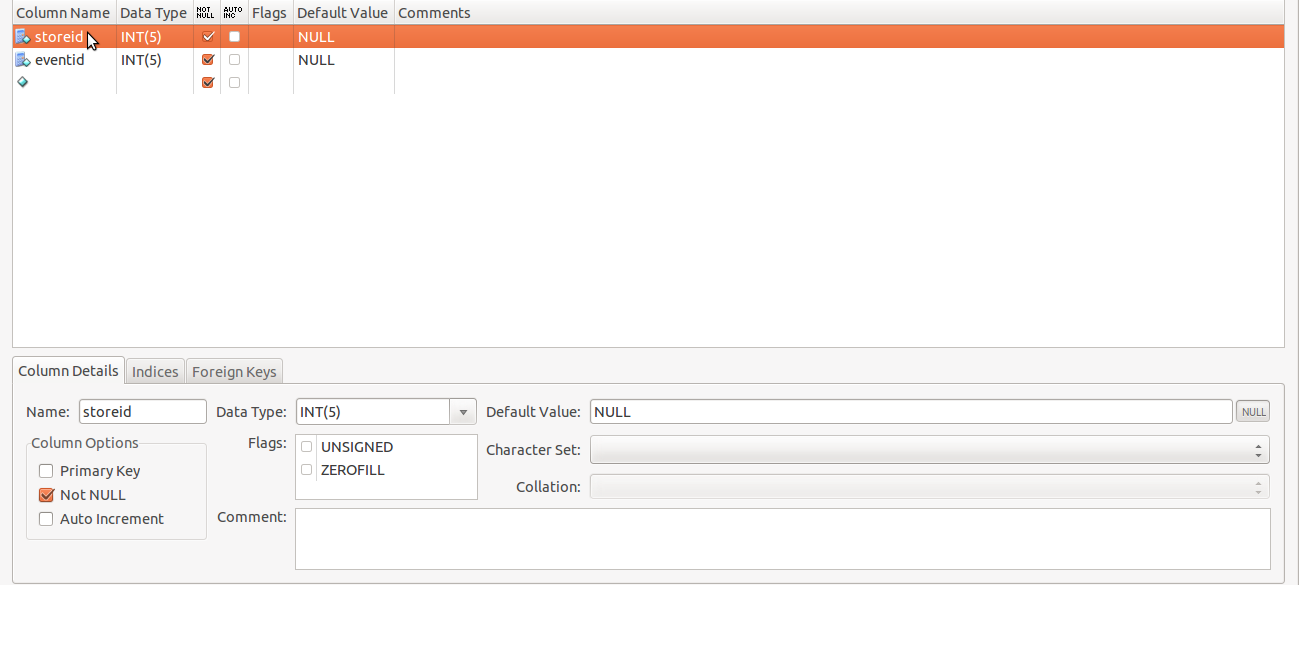 Column Name Data Type NOT NULL AUTO INC Flags Default Value Comments
storeid INT(5) NULL
eventid INT(5) NULL
Column Details Indices Foreign Keys
Name: storeid Data Type: INT(5) Default Value: NULL NULL
Column Options Flags: UNSIGNED Character Set:
Primary Key ZEROFILL
Not NULL Collation:
Auto Increment Comment: